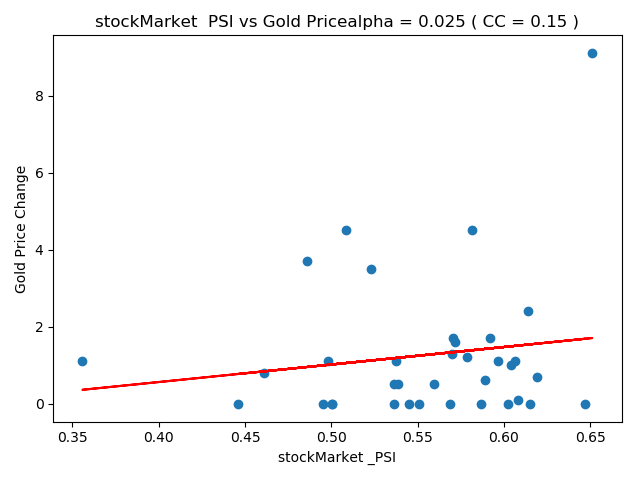 stockMarket  PSI vs Gold Pricealpha = 0.025 ( CC = 0.15 )
Gold Price Change
8
6
4
2
0
0.35 0.40 0.45 0.50 0.55 0.60 0.65
stockMarket _PSI